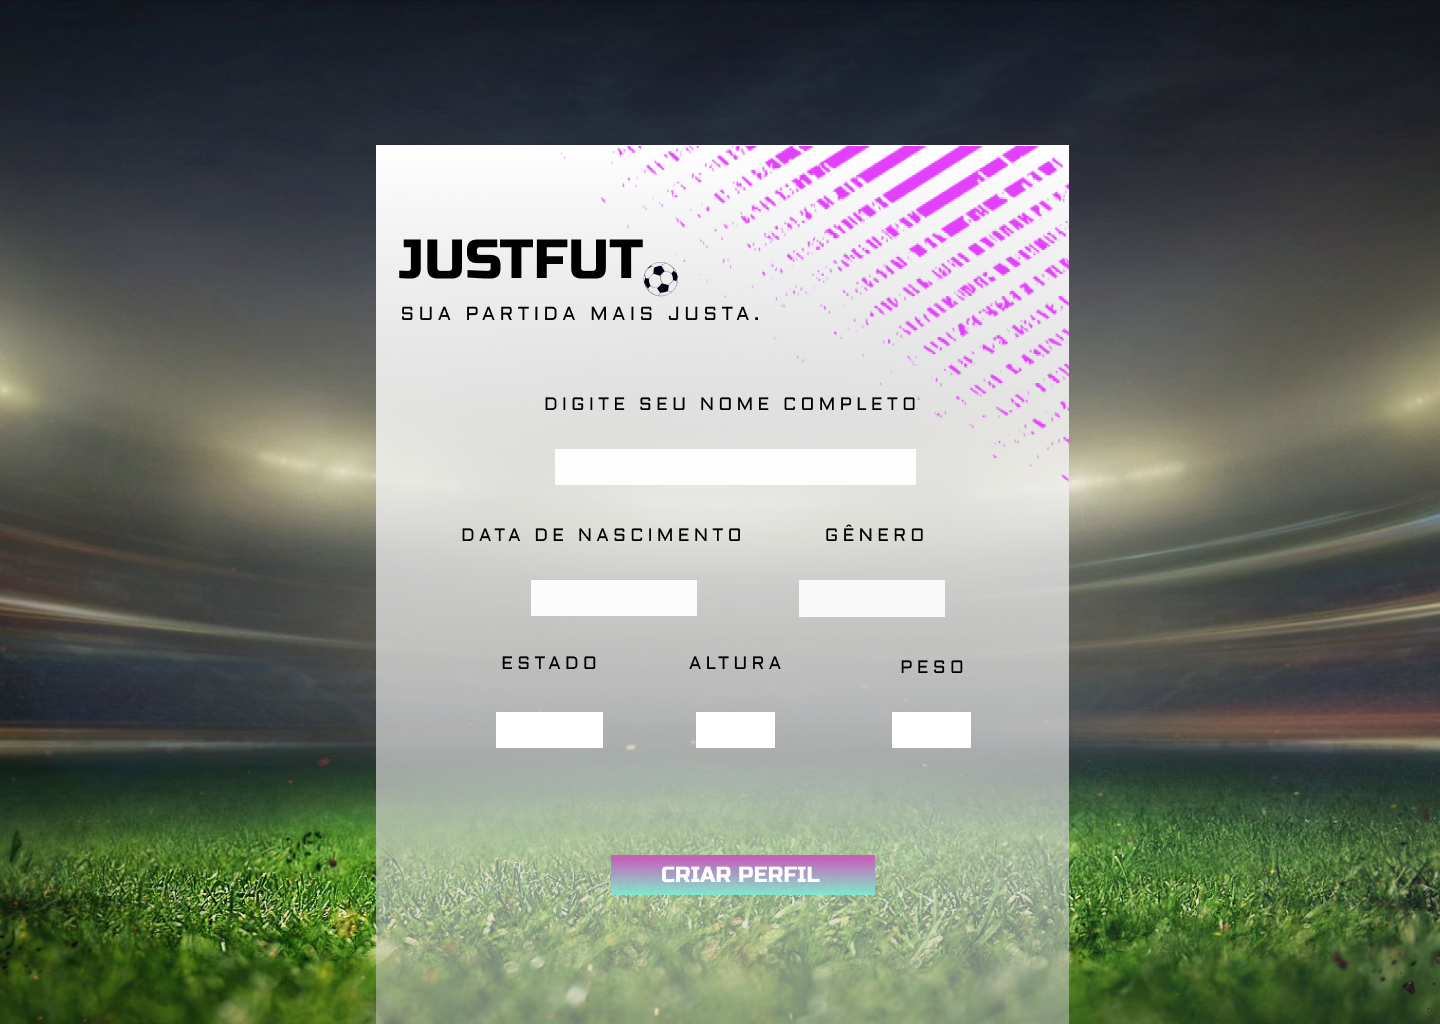 JUSTFUT
SUA PARTIDA MAIS JUSTA.
DIGITE SEU NOME COMPLETO
DATA DE NASCIMENTO GÊNERO
ESTADO ALTURA PESO
CRIAR PERFIL